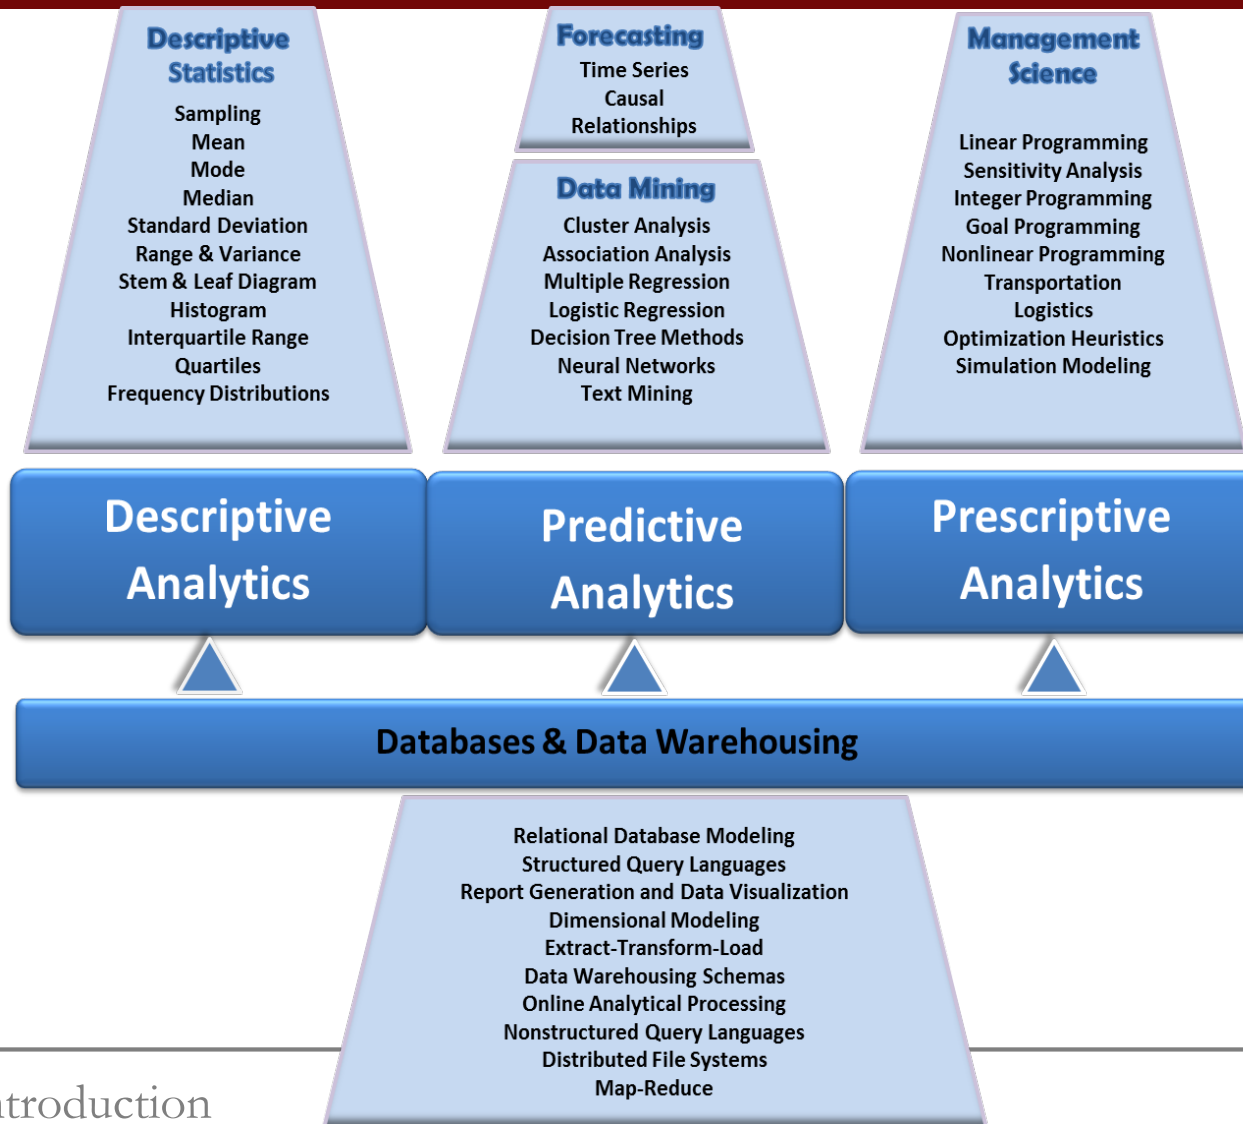 Descriptive
Statistics
Sampling
Mean
Mode
Median
Standard Deviation
Range & Variance
Stem & Leaf Diagram
Histogram
Interquartile Range
Quartiles
Frequency Distributions
Forecasting
Time Series
Causal
Relationships
Data Mining
Cluster Analysis
Association Analysis
Multiple Regression
Logistic Regression
Decision Tree Methods
Neural Networks
Text Mining
Management
Science
Linear Programming
Sensitivity Analysis
Integer Programming
Goal Programming
Nonlinear Programming
Transportation
Logistics
Optimization Heuristics
Simulation Modeling
Descriptive
Analytics
Predictive
Analytics
Prescriptive
Analytics
Databases & Data Warehousing
Relational Database Modeling
Structured Query Languages
Report Generation and Data Visualization
Dimensional Modeling
Extract-Transform-Load
Data Warehousing Schemas
Online Analytical Processing
Nonstructured Query Languages
Distributed File Systems
Map-Reduce
ntroduction